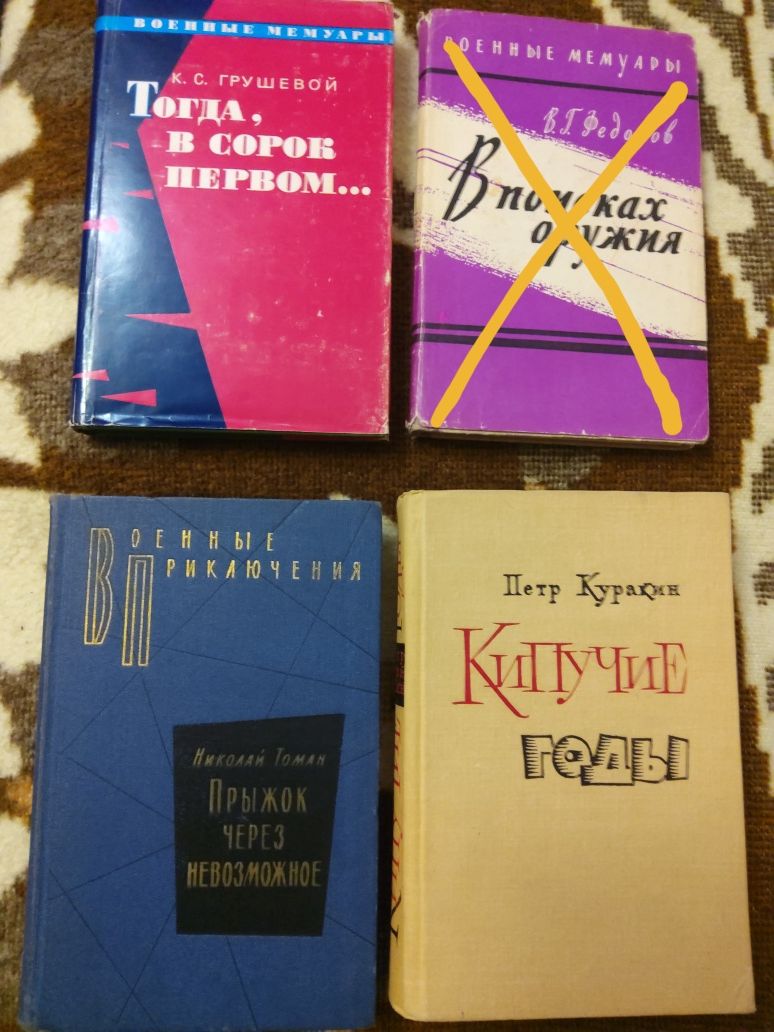 ВОЕННЫЕ МЕМУАРЫ
К. С. ГРУШЕВОЙ
ТОГДА,
В СОРОК
ПЕРВОМ...
ВОЕННЫЕ МЕМУАРЫ
В.Г. Федоров
В поисках
оружия
ВОЕННЫЕ
ПРИКЛЮЧЕНИЯ
ВП
НИКОЛАЙ ТОМАН
ПРЫЖОК
ЧЕРЕЗ
НЕВОЗМОЖНОЕ
Петр Куракин
КИПУЧИЕ
ГОДЫ